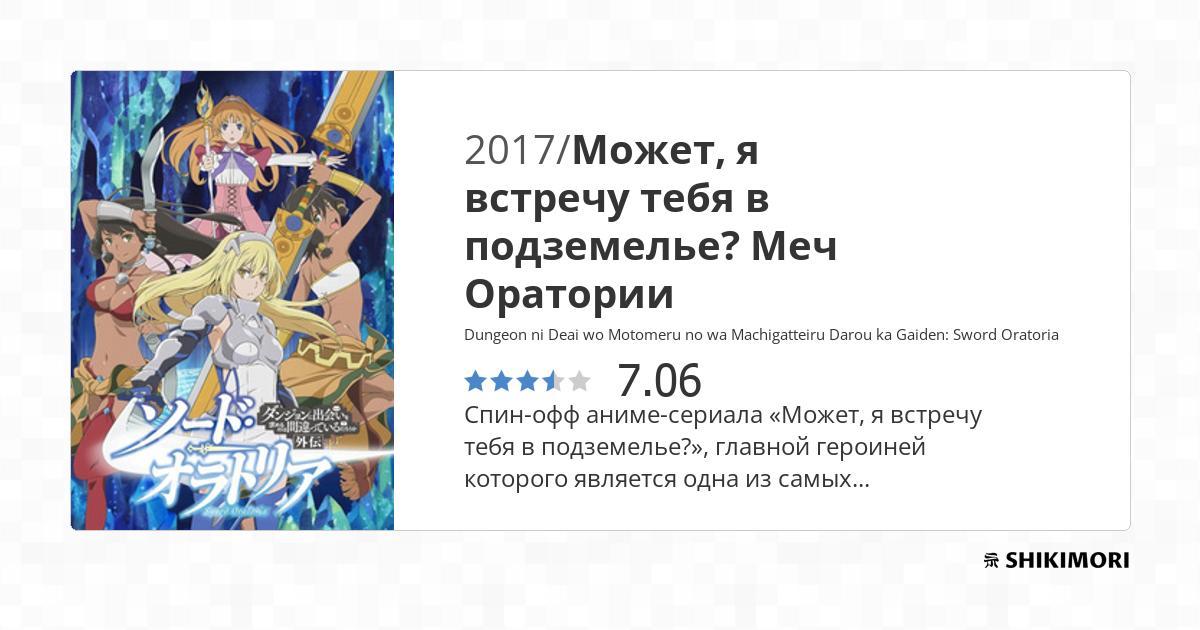 ソード・
ダンジョンに出会いを
求めるのは間違っているだろうか
外伝
オラトリア
Sword Oratoria
2017/Может, я
встречу тебя в
подземелье? Меч
Оратории
Dungeon ni Deai wo Motomeru no wa Machigatteiru Darou ka Gaiden: Sword Oratoria
7.06
Спин-офф аниме-сериала «Может, я встречу
тебя в подземелье?», главной героиней
которого является одна из самых...
SHIKIMORI